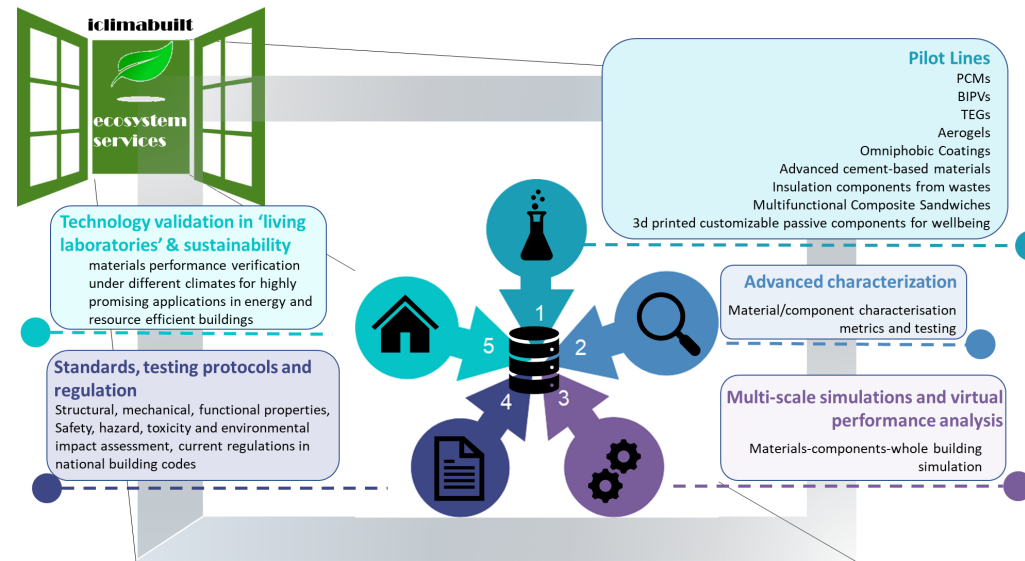 iclimabuilt
ecosystem
services
Pilot Lines
PCMs
BIPVs
TEGs
Aerogels
Omniphobic Coatings
Advanced cement-based materials
Insulation components from wastes
Multifunctional Composite Sandwiches
3d printed customizable passive components for wellbeing
Technology validation in ‘living
laboratories’ & sustainability
materials performance verification
under different climates for highly
promising applications in energy and
resource efficient buildings
Advanced characterization
Material/component characterisation
metrics and testing
Standards, testing protocols and
regulation
Structural, mechanical, functional properties,
Safety, hazard, toxicity and environmental
impact assessment, current regulations in
national building codes
Multi-scale simulations and virtual
performance analysis
Materials-components-whole building
simulation
1
2
3
4
5